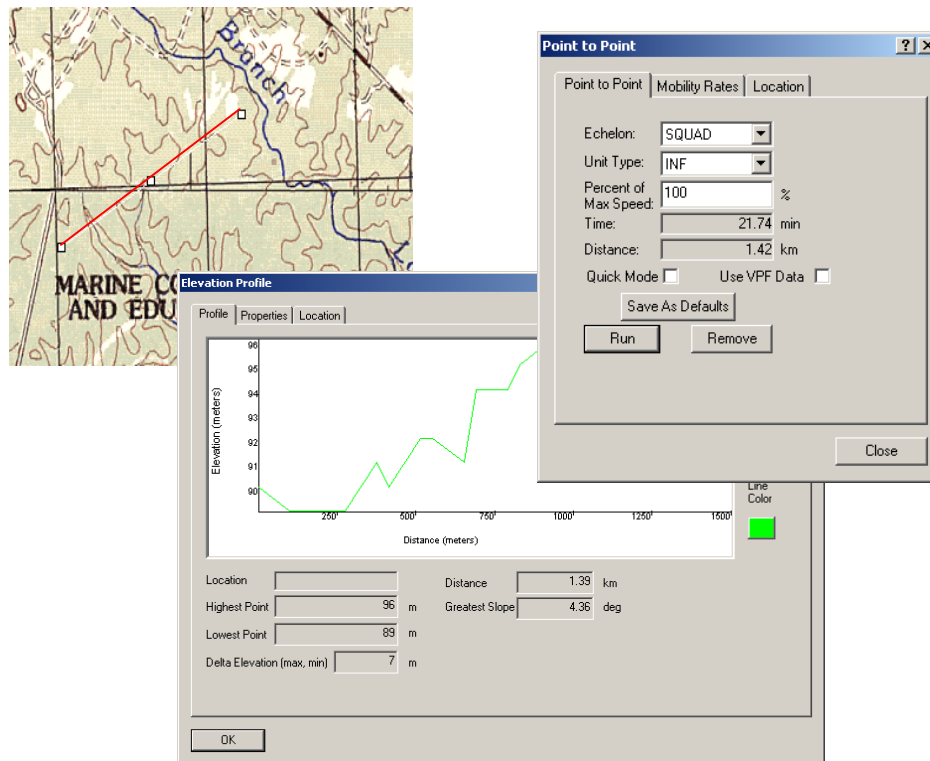 Branch
MARINE CO
AND EDU
Point to Point
Point to Point Mobility Rates Location
Echelon: SQUAD
Unit Type: INF
Percent of
Max Speed: 100 %
Time: 21.74 min
Distance: 1.42 km
Quick Mode Use VPF Data
Save As Defaults
Run Remove
Close
Elevation Profile
Profile Properties Location
96
95
94
93
92
91
90
Elevation (meters)
250 500 750 1000 1250 1500
Distance (meters)
Line
Color
Location
Distance 1.39 km
Highest Point 96 m
Greatest Slope 4.36 deg
Lowest Point 89 m
Delta Elevation (max, min) 7 m
OK